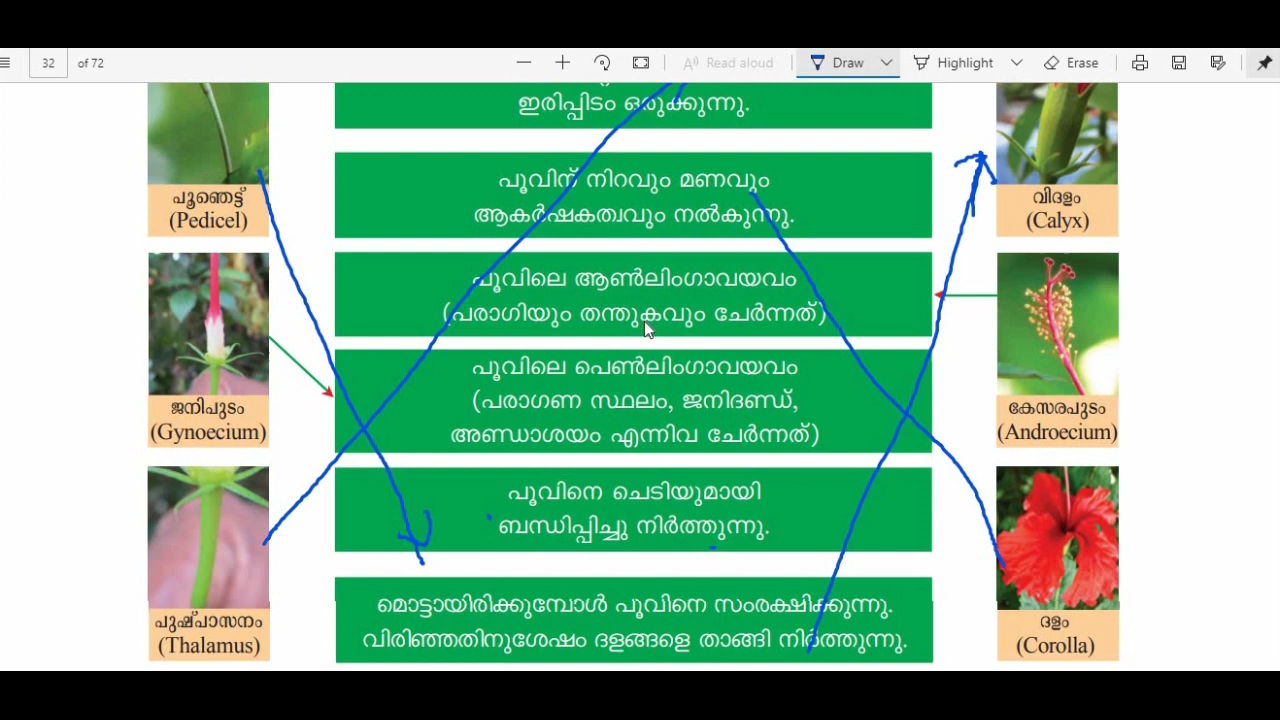 32 of 72 Read aloud Draw Highlight Erase
ഇരിപ്പിടം ഒരുക്കുന്നു.
പൂവിന് നിറവും മണവും
ആകർഷകത്വവും നൽകുന്നു.
പൂഞെട്ട്
(Pedicel)
വിദളം
(Calyx)
പൂവിലെ ആൺലിംഗാവയവം
(പരാഗിയും തന്തുകവും ചേർന്നത്)
പൂവിലെ പെൺലിംഗാവയവം
(പരാഗണ സ്ഥലം, ജനിദണ്ഡ്,
അണ്ഡാശയം എന്നിവ ചേർന്നത്)
ജനിപുടം
(Gynoecium)
കേസരപുടം
(Androecium)
പൂവിനെ ചെടിയുമായി
ബന്ധിപ്പിച്ചു നിർത്തുന്നു.
മൊട്ടായിരിക്കുമ്പോൾ പൂവിനെ സംരക്ഷിക്കുന്നു.
വിരിഞ്ഞതിനുശേഷം ദളങ്ങളെ താങ്ങി നിർത്തുന്നു.
പുഷ്പാസനം
(Thalamus)
ദളം
(Corolla)